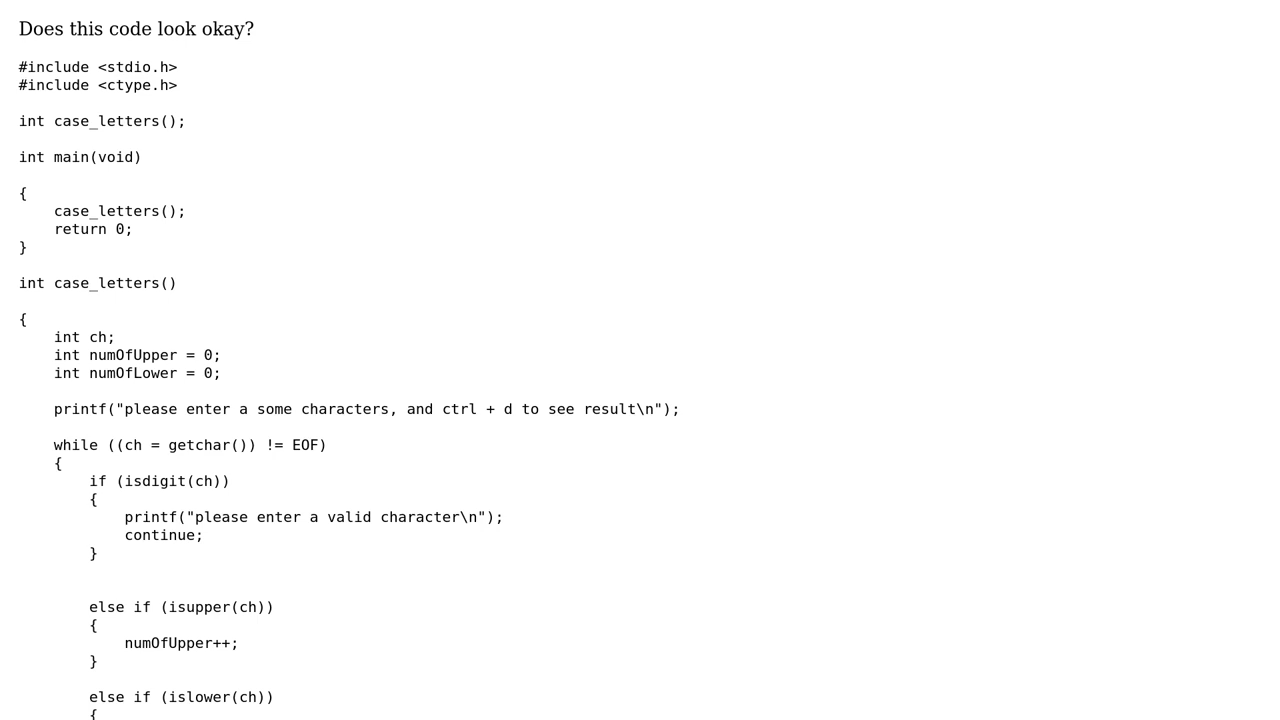 Does this code look okay?
#include <stdio.h>
#include <ctype.h>
int case_letters();
int main(void)
{
    case_letters();
    return 0;
}
int case_letters()
{
    int ch;
    int numOfUpper = 0;
    int numOfLower = 0;
    printf("please enter a some characters, and ctrl + d to see result\n");
    while ((ch = getchar()) != EOF)
    {
        if (isdigit(ch))
        {
            printf("please enter a valid character\n");
            continue;
        }
        else if (isupper(ch))
        {
            numOfUpper++;
        }
        else if (islower(ch))
        {